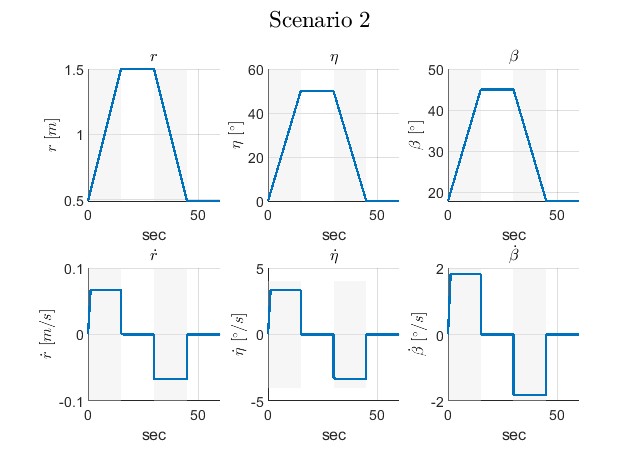 Scenario 2
r
η
β
r [m]
1.5
1
0.5
0
50
sec
η [°]
60
40
20
0
0
50
sec
β [°]
50
40
30
20
0
50
sec
ṙ
η̇
β̇
ṙ [m/s]
0.1
0
-0.1
0
50
sec
η̇ [°/s]
5
0
-5
0
50
sec
β̇ [°/s]
2
0
-2
0
50
sec